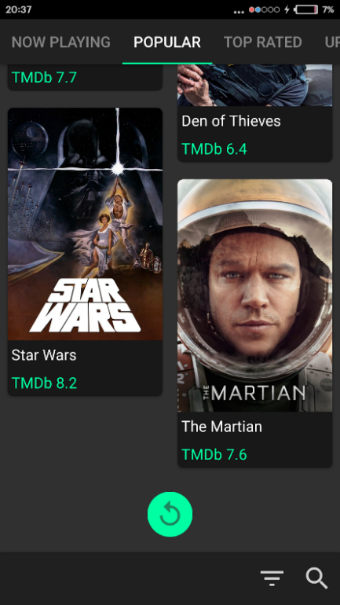 20:37
7%
NOW PLAYING
POPULAR
TOP RATED
UP
TMDb 7.7
Den of Thieves
TMDb 6.4
STAR
WARS
Star Wars
TMDb 8.2
THE MARTIAN
The Martian
TMDb 7.6